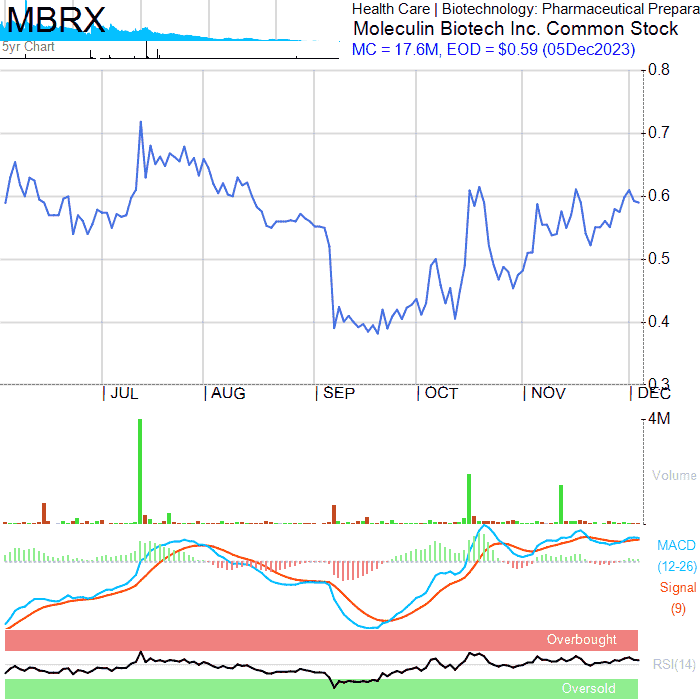 MBRX
5yr Chart
Health Care | Biotechnology: Pharmaceutical Prepara
Moleculin Biotech Inc. Common Stock
MC = 17.6M, EOD = $0.59 (05Dec2023)
0.8
0.7
0.6
0.5
0.4
0.3
JUL AUG SEP OCT NOV DEC
4M
Volume
MACD
(12-26)
Signal
(9)
Overbought
RSI(14)
Oversold